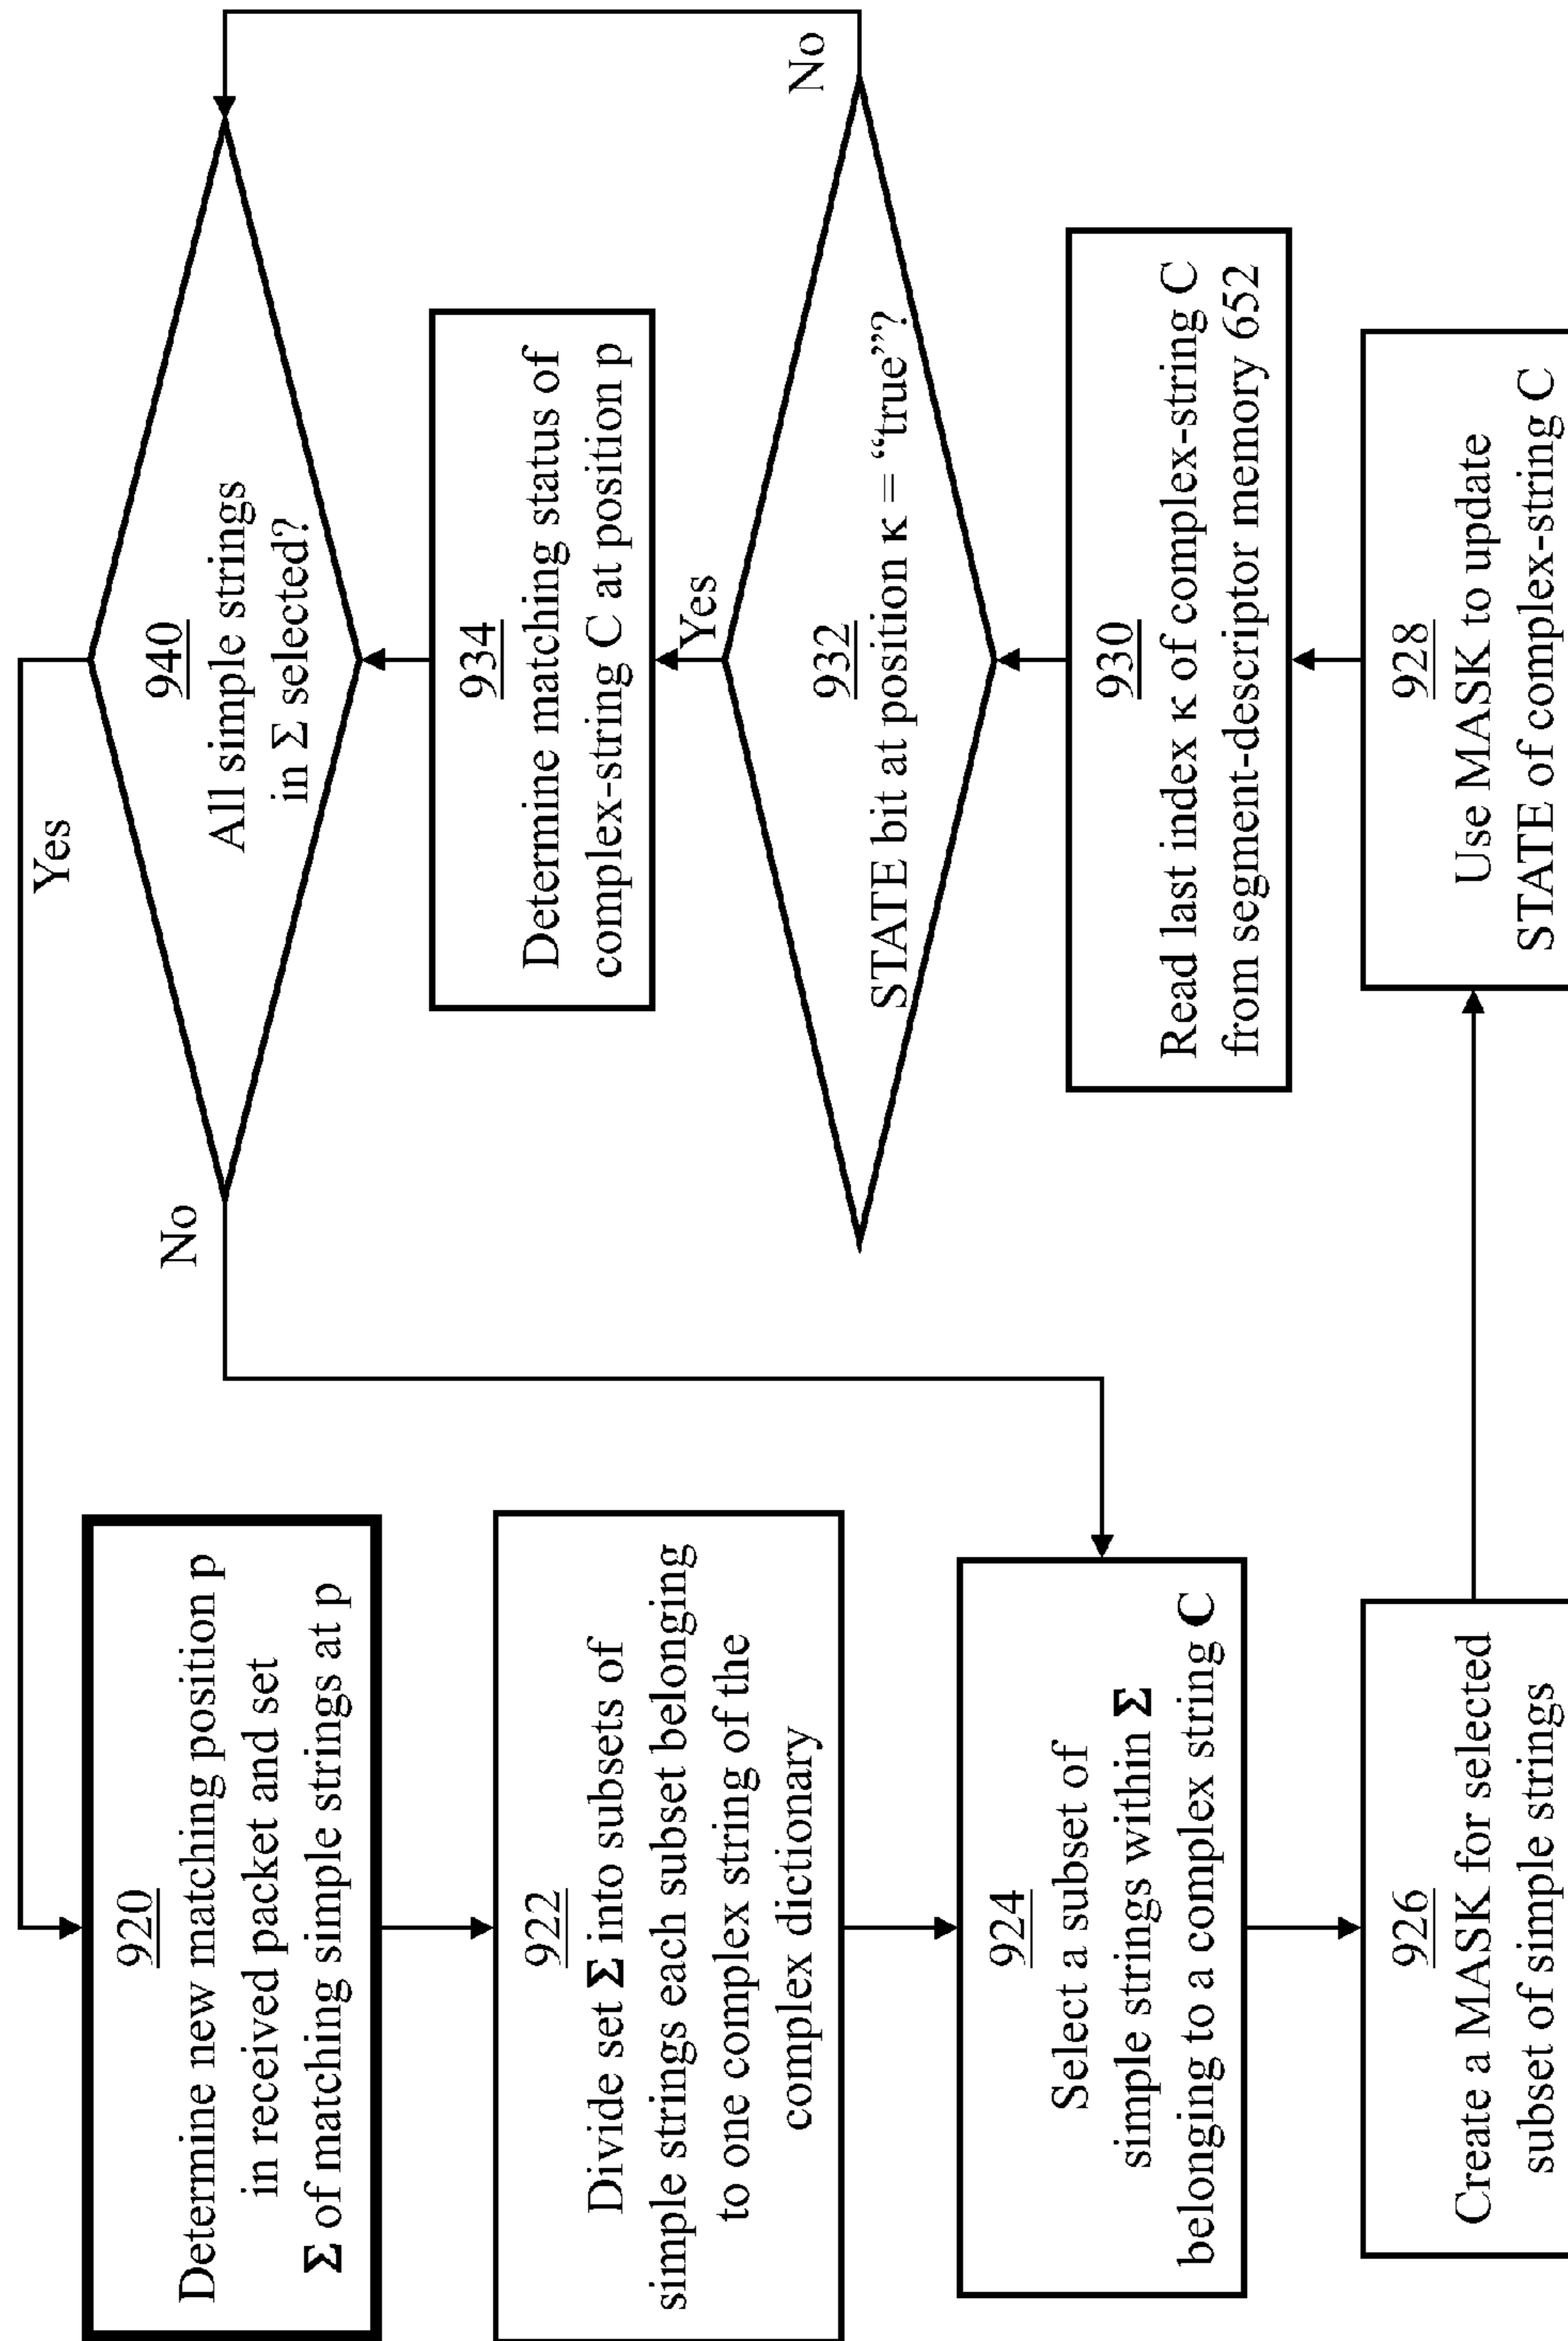 920
Determine new matching position p
in received packet and set
Σ of matching simple strings at p
922
Divide set Σ into subsets of
simple strings each subset belonging
to one complex string of the
complex dictionary
924
Select a subset of
simple strings within Σ
belonging to a complex string C
926
Create a MASK for selected
subset of simple strings
928
Use MASK to update
STATE of complex-string C
930
Read last index κ of complex-string C
from segment-descriptor memory 652
932
STATE bit at position κ = “true”?
Yes
No
934
Determine matching status of
complex-string C at position p
940
All simple strings
in Σ selected?
Yes
No